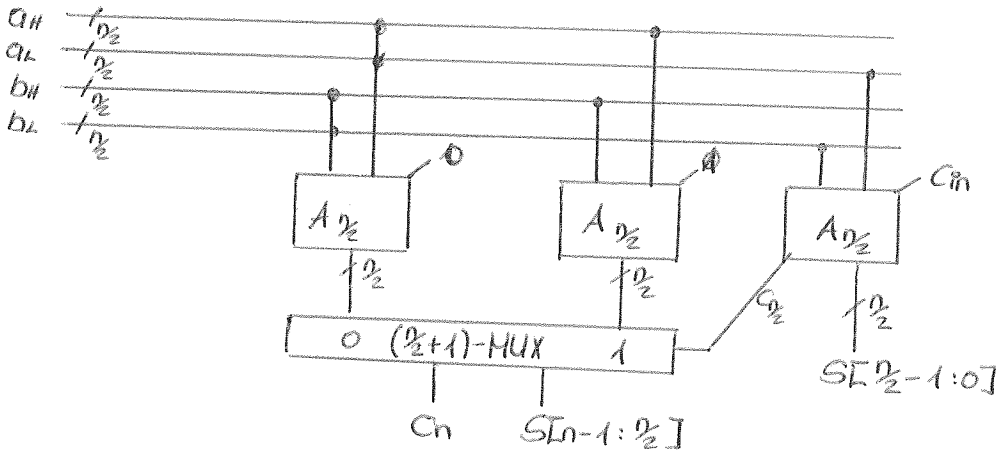 aH n/2
aL n/2
bH n/2
bL n/2
0 1 Cin
A n/2 A n/2 A n/2
n/2 n/2 C n/2 n/2
0 (n/2+1)-MUX 1
S[n/2-1:0]
Cn S[n-1:n/2]